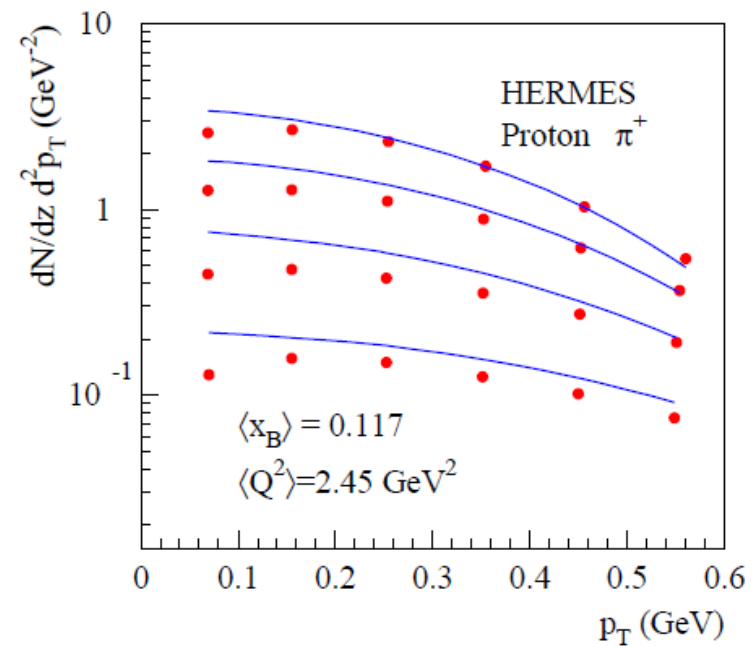 10
1
10 -1
dN/dz d²p_T (GeV⁻²)
HERMES
Proton π⁺
⟨x_B⟩ = 0.117
⟨Q²⟩=2.45 GeV²
0 0.1 0.2 0.3 0.4 0.5 0.6
p_T (GeV)